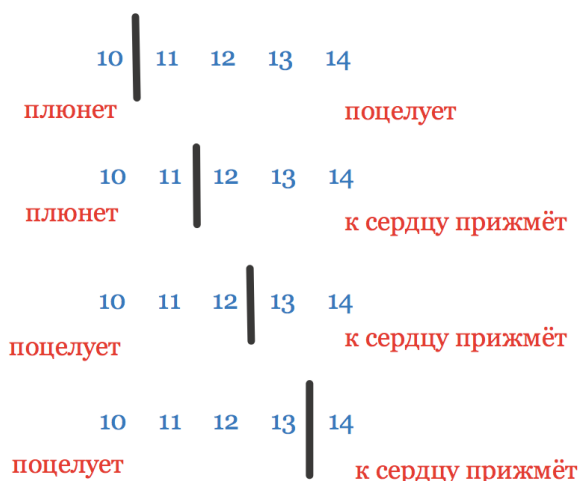 10 11 12 13 14
плюнет поцелует
10 11 12 13 14
плюнет к сердцу прижмёт
10 11 12 13 14
поцелует к сердцу прижмёт
10 11 12 13 14
поцелует к сердцу прижмёт